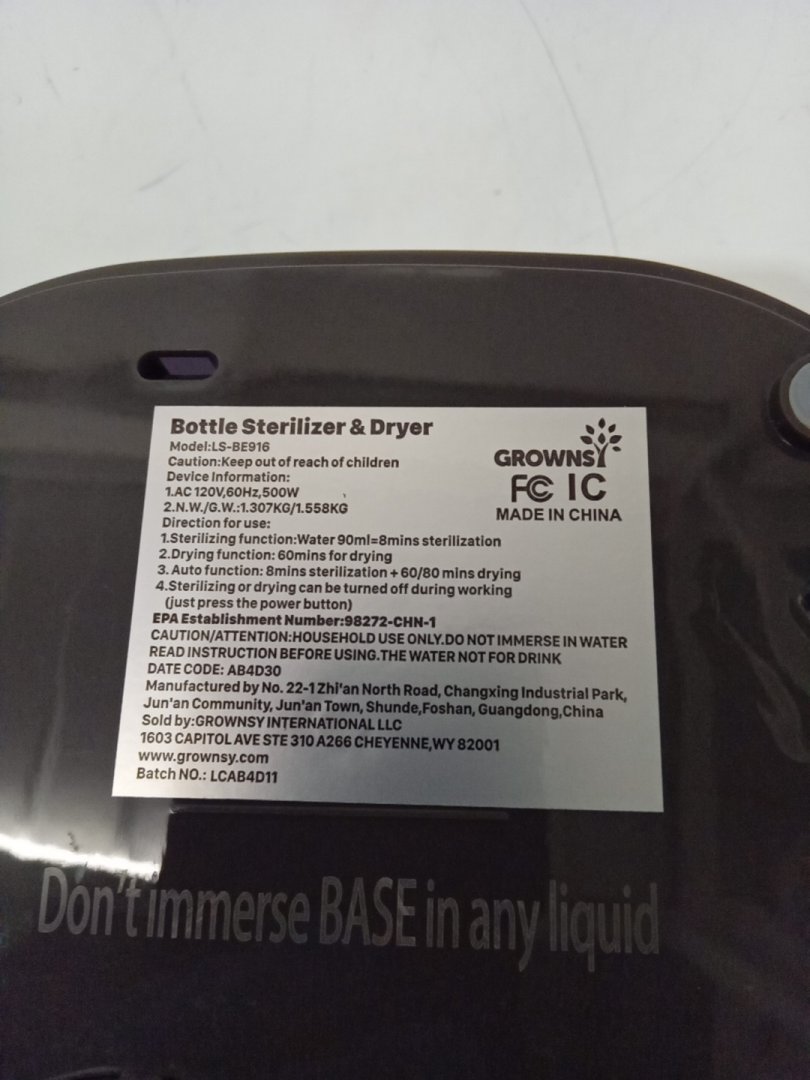 Bottle Sterilizer & Dryer
Model:LS-BE916
Caution:Keep out of reach of children
Device Information:
1.AC 120V,60Hz,500W
2.N.W./G.W.:1.307KG/1.558KG
Direction for use:
1.Sterilizing function:Water 90ml=8mins sterilization
2.Drying function: 60mins for drying
3. Auto function: 8mins sterilization + 60/80 mins drying
4.Sterilizing or drying can be turned off during working
(just press the power button)
EPA Establishment Number:98272-CHN-1
CAUTION/ATTENTION:HOUSEHOLD USE ONLY.DO NOT IMMERSE IN WATER
READ INSTRUCTION BEFORE USING.THE WATER NOT FOR DRINK
DATE CODE: AB4D30
Manufactured by No. 22-1 Zhi'an North Road, Changxing Industrial Park,
Jun'an Community, Jun'an Town, Shunde,Foshan, Guangdong,China
Sold by:GROWNSY INTERNATIONAL LLC
1603 CAPITOL AVE STE 310 A266 CHEYENNE,WY 82001
www.grownsy.com
Batch NO.: LCAB4D11
GROWNSY
FC IC
MADE IN CHINA
Don't immerse BASE in any liquid